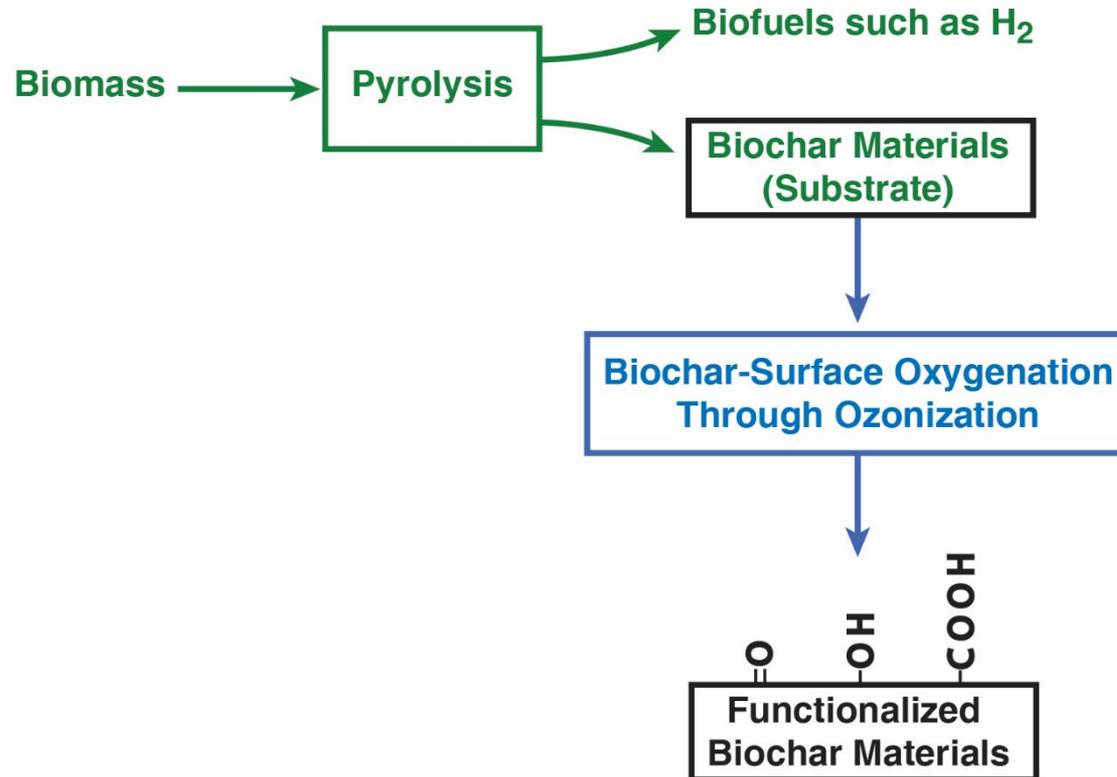 Biofuels such as H₂
Biomass
Pyrolysis
Biochar Materials
(Substrate)
Biochar-Surface Oxygenation
Through Ozonization
=O
-OH
-COOH
Functionalized
Biochar Materials